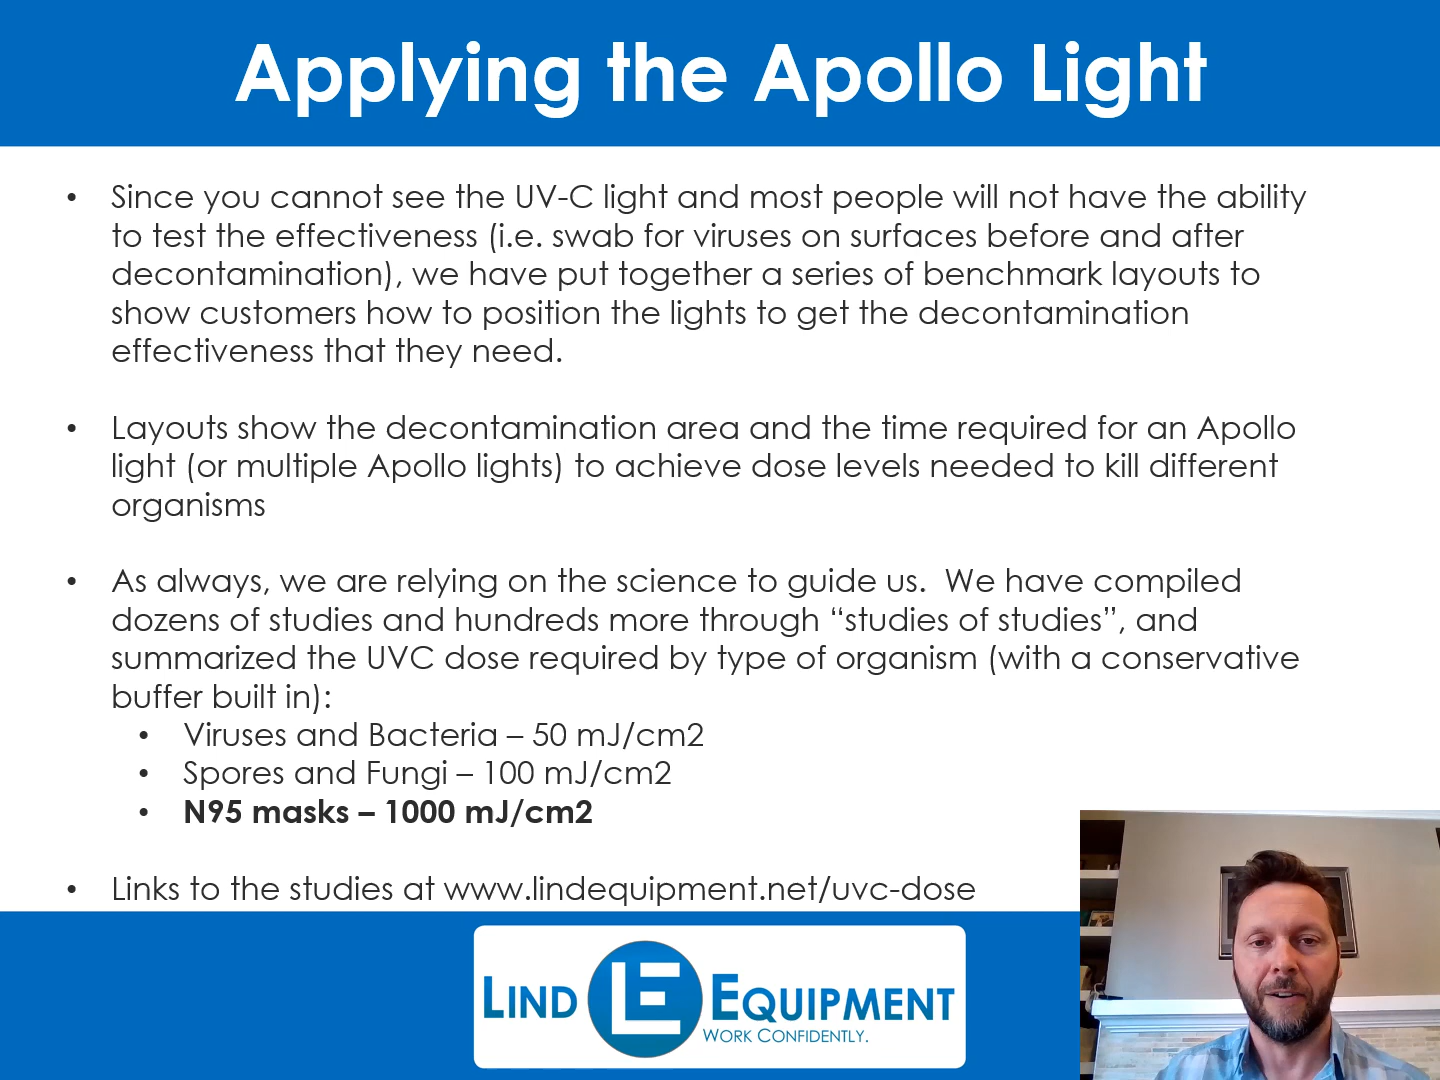 Applying the Apollo Light
• Since you cannot see the UV-C light and most people will not have the ability
to test the effectiveness (i.e. swab for viruses on surfaces before and after
decontamination), we have put together a series of benchmark layouts to
show customers how to position the lights to get the decontamination
effectiveness that they need.
• Layouts show the decontamination area and the time required for an Apollo
light (or multiple Apollo lights) to achieve dose levels needed to kill different
organisms
• As always, we are relying on the science to guide us.  We have compiled
dozens of studies and hundreds more through “studies of studies”, and
summarized the UVC dose required by type of organism (with a conservative
buffer built in):
• Viruses and Bacteria – 50 mJ/cm2
• Spores and Fungi – 100 mJ/cm2
• N95 masks – 1000 mJ/cm2
• Links to the studies at www.lindequipment.net/uvc-dose
LIND LE EQUIPMENT
WORK CONFIDENTLY.